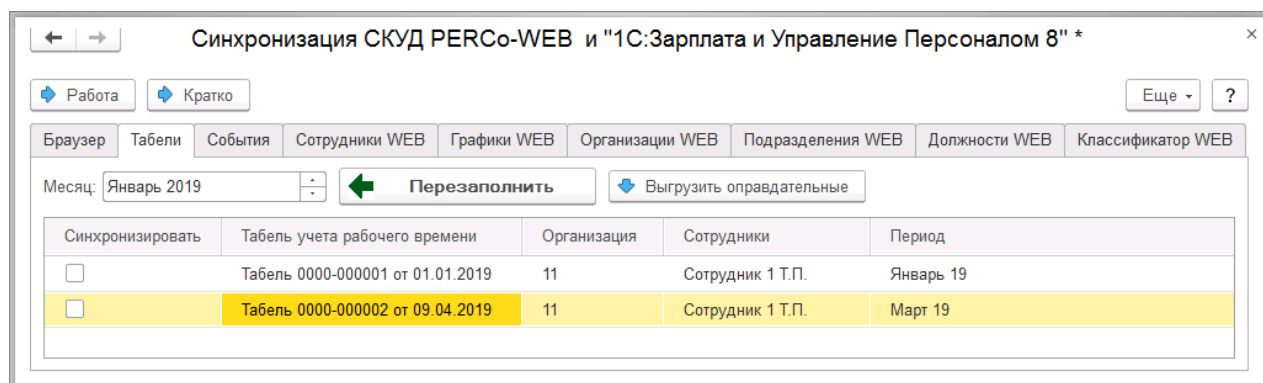 Синхронизация СКУД PERCo-WEB и "1С:Зарплата и Управление Персоналом 8" *
Работа Кратко Еще ?
Браузер Табели События Сотрудники WEB Графики WEB Организации WEB Подразделения WEB Должности WEB Классификатор WEB
Месяц: Январь 2019 Перезаполнить Выгрузить оправдательные
Синхронизировать Табель учета рабочего времени Организация Сотрудники Период
Табель 0000-000001 от 01.01.2019 11 Сотрудник 1 Т.П. Январь 19
Табель 0000-000002 от 09.04.2019 11 Сотрудник 1 Т.П. Март 19